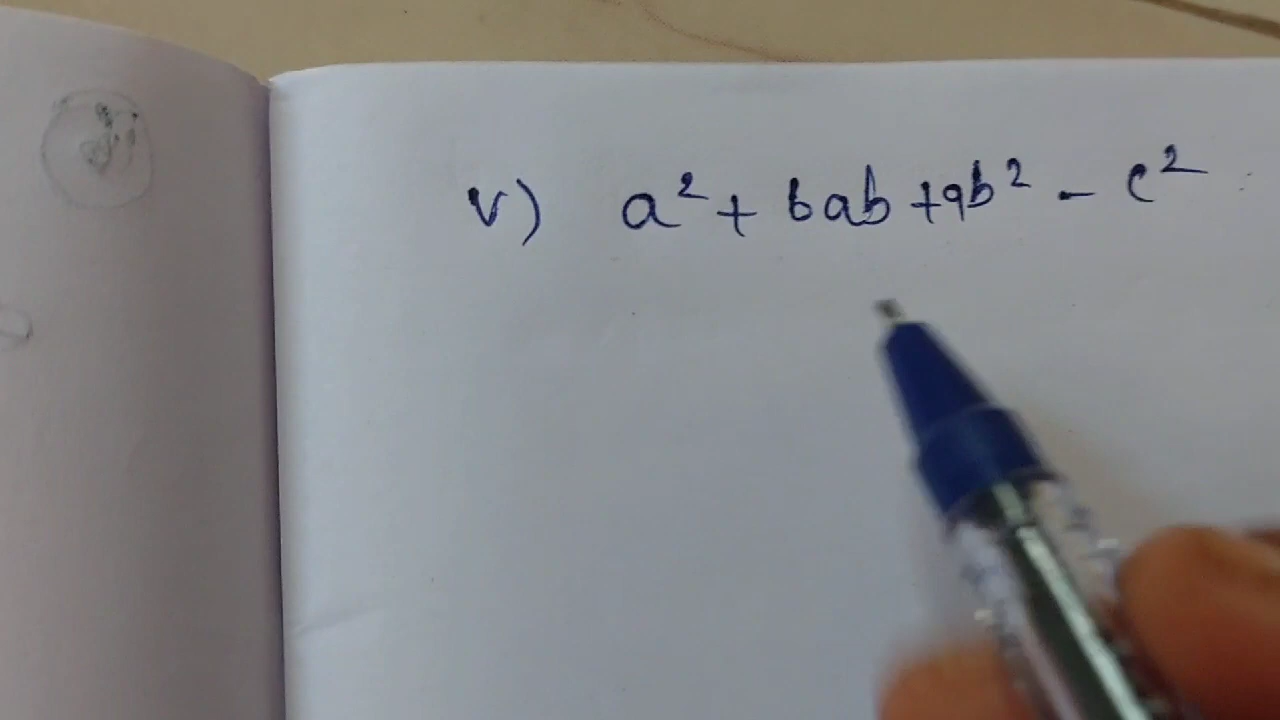 v) a² + 6ab + 9b² - c²